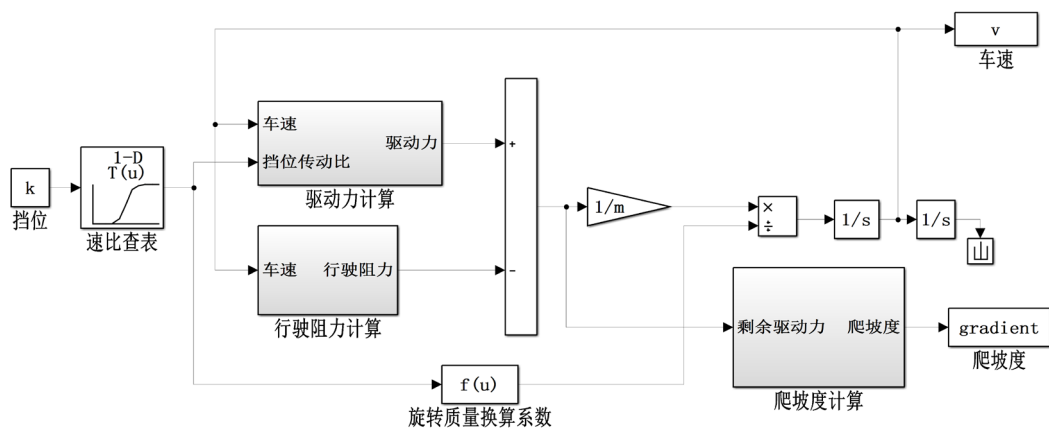 v
车速
1-D
T(u)
k
挡位
速比查表
车速
驱动力
挡位传动比
驱动力计算
车速
行驶阻力
行驶阻力计算
+
-
1/m
×
÷
1/s
1/s
剩余驱动力
爬坡度
爬坡度计算
gradient
爬坡度
f(u)
旋转质量换算系数